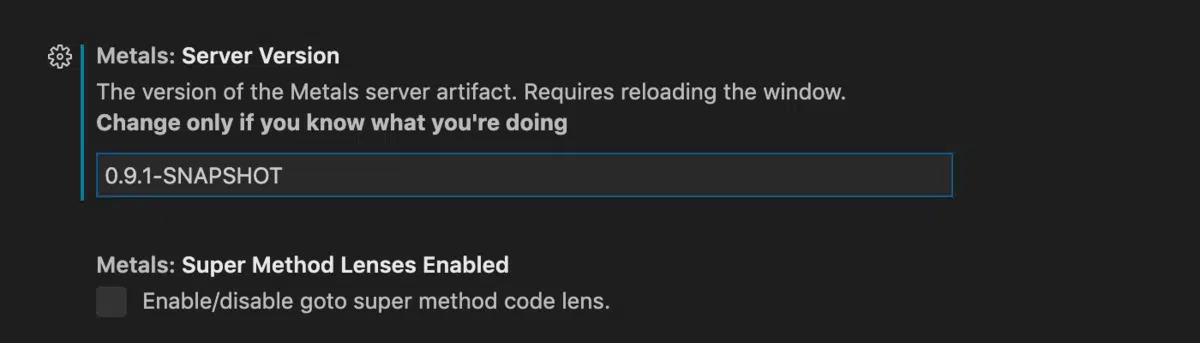 Metals: Server Version
The version of the Metals server artifact. Requires reloading the window.
Change only if you know what you're doing
0.9.1-SNAPSHOT
Metals: Super Method Lenses Enabled
Enable/disable goto super method code lens.